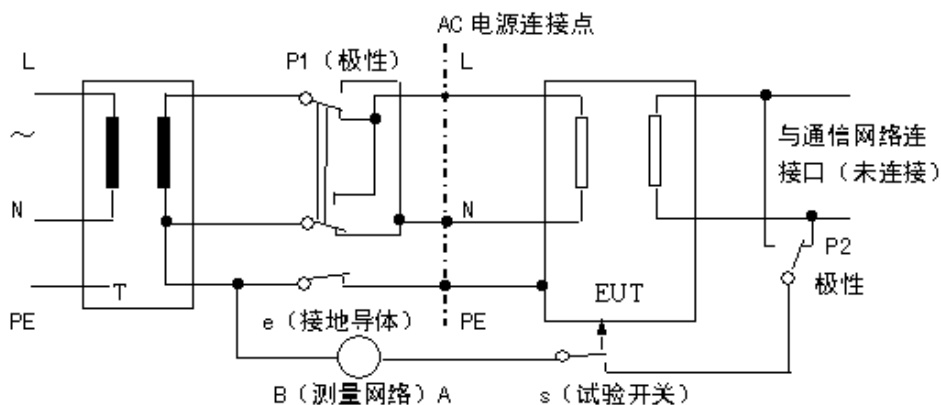 AC 电源连接点
L
P1（极性）
L
～
与通信网络连
接口（未连接）
N
N
P2
极性
T
EUT
PE
e（接地导体）
PE
B（测量网络）A
s（试验开关）